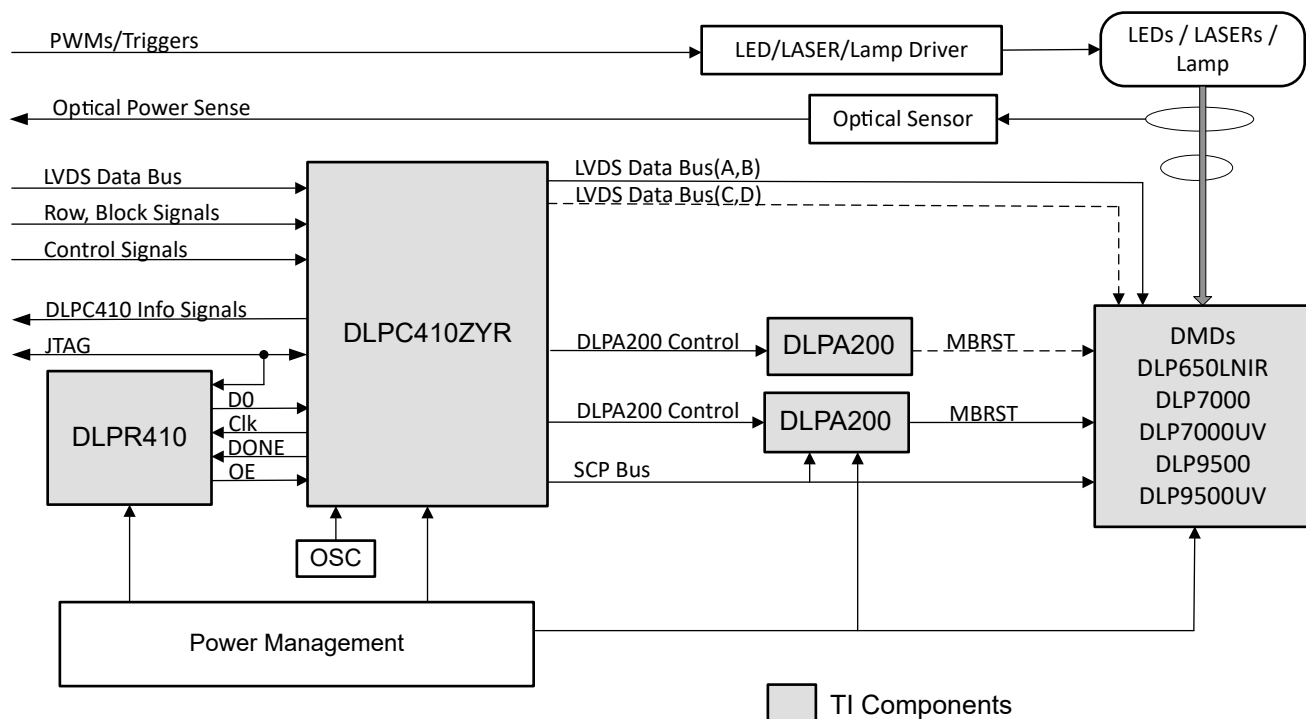 PWMs/Triggers
LED/LASER/Lamp Driver
LEDs / LASERs /
Lamp
Optical Power Sense
Optical Sensor
LVDS Data Bus
Row, Block Signals
Control Signals
DLPC410 Info Signals
JTAG
DLPR410
D0
Clk
DONE
OE
DLPC410ZYR
LVDS Data Bus(A,B)
LVDS Data Bus(C,D)
DLPA200 Control
DLPA200
MBRST
DLPA200 Control
DLPA200
MBRST
SCP Bus
DMDs
DLP650LNIR
DLP7000
DLP7000UV
DLP9500
DLP9500UV
OSC
Power Management
TI Components